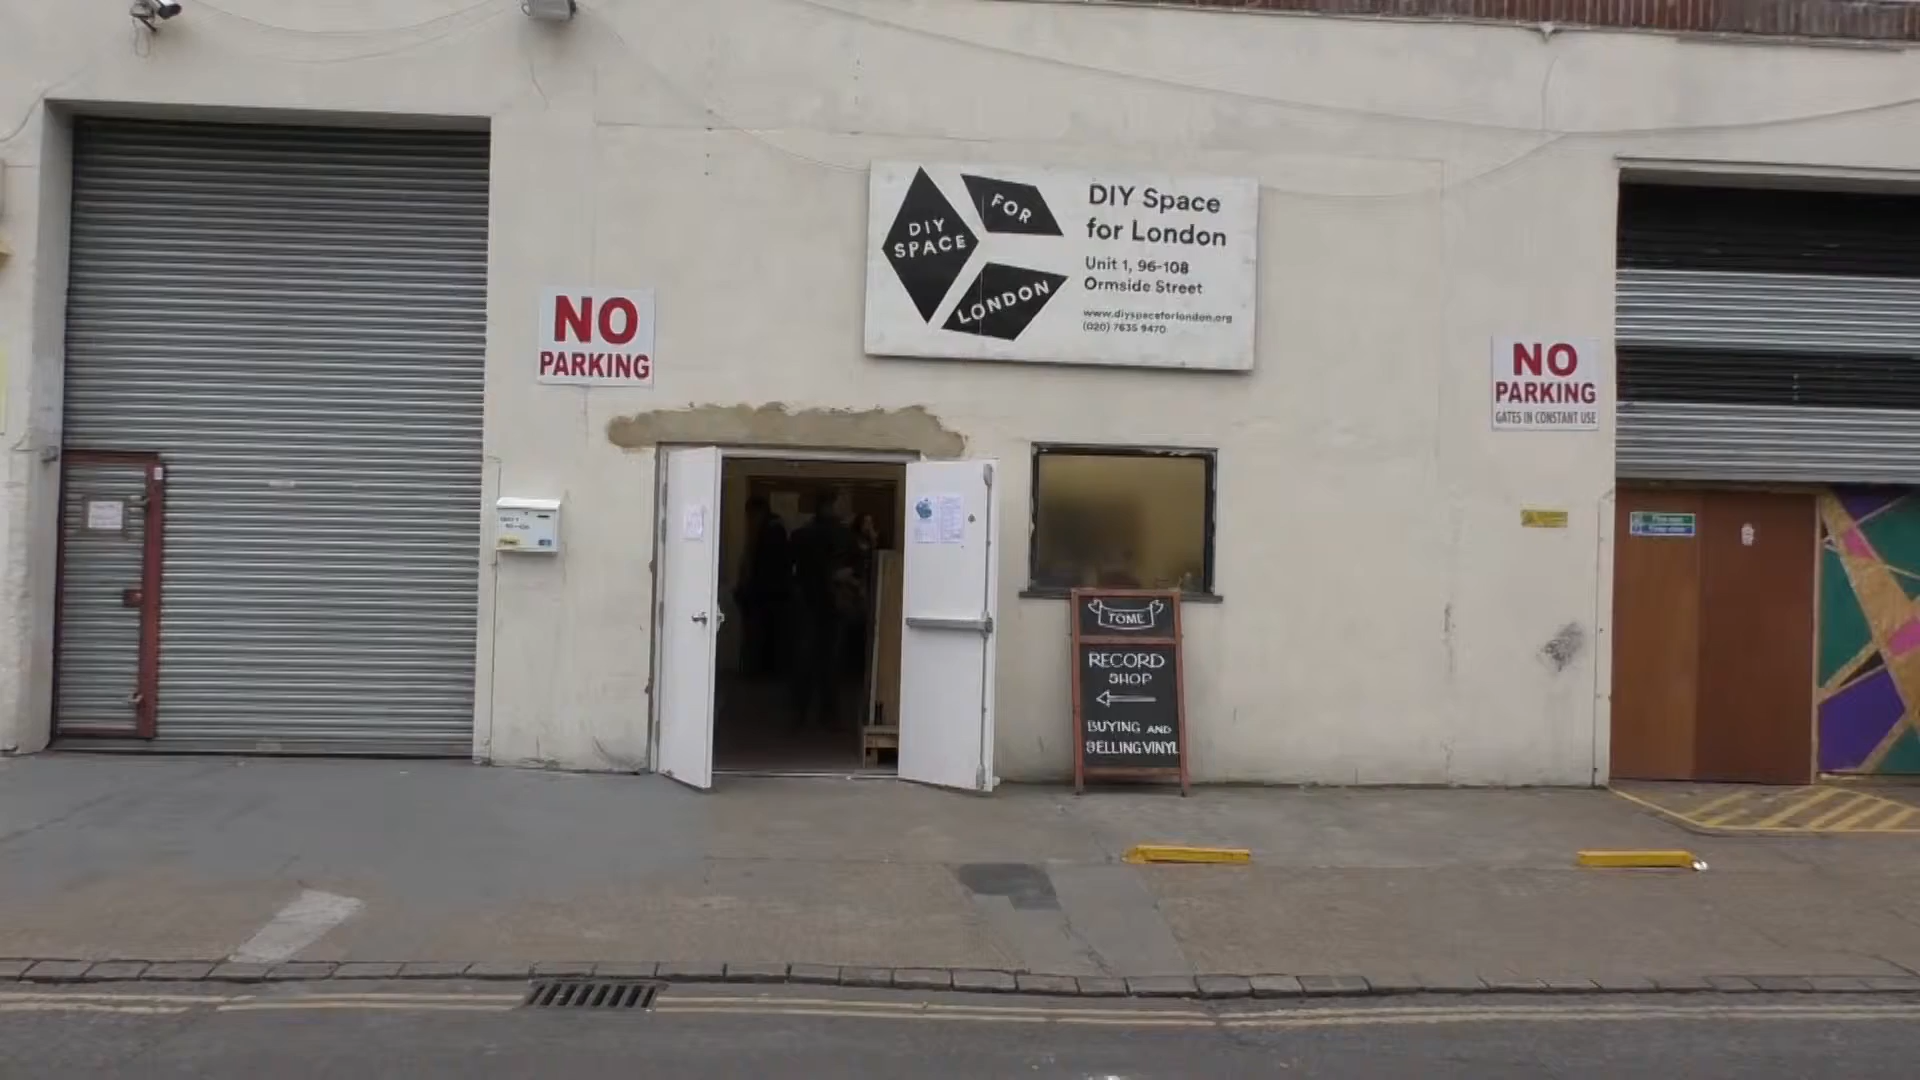 DIY
SPACE
FOR
LONDON
DIY Space
for London
Unit 1, 96-108
Ormside Street
www.diyspaceforlondon.org
(020) 7635 9470
NO
PARKING
NO
PARKING
GATES IN CONSTANT USE
TOME
RECORD
SHOP
BUYING AND
SELLING VINYL